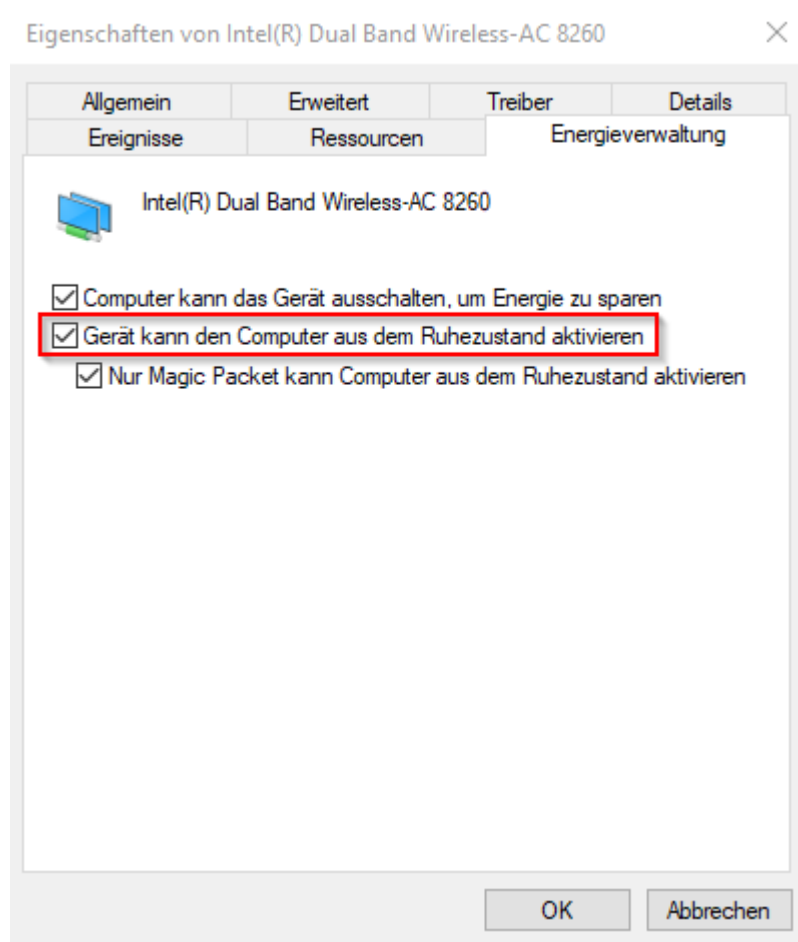 Eigenschaften von Intel(R) Dual Band Wireless-AC 8260
Allgemein Erweitert Treiber Details
Ereignisse Ressourcen Energieverwaltung
Intel(R) Dual Band Wireless-AC 8260
Computer kann das Gerät ausschalten, um Energie zu sparen
Gerät kann den Computer aus dem Ruhezustand aktivieren
Nur Magic Packet kann Computer aus dem Ruhezustand aktivieren
OK Abbrechen